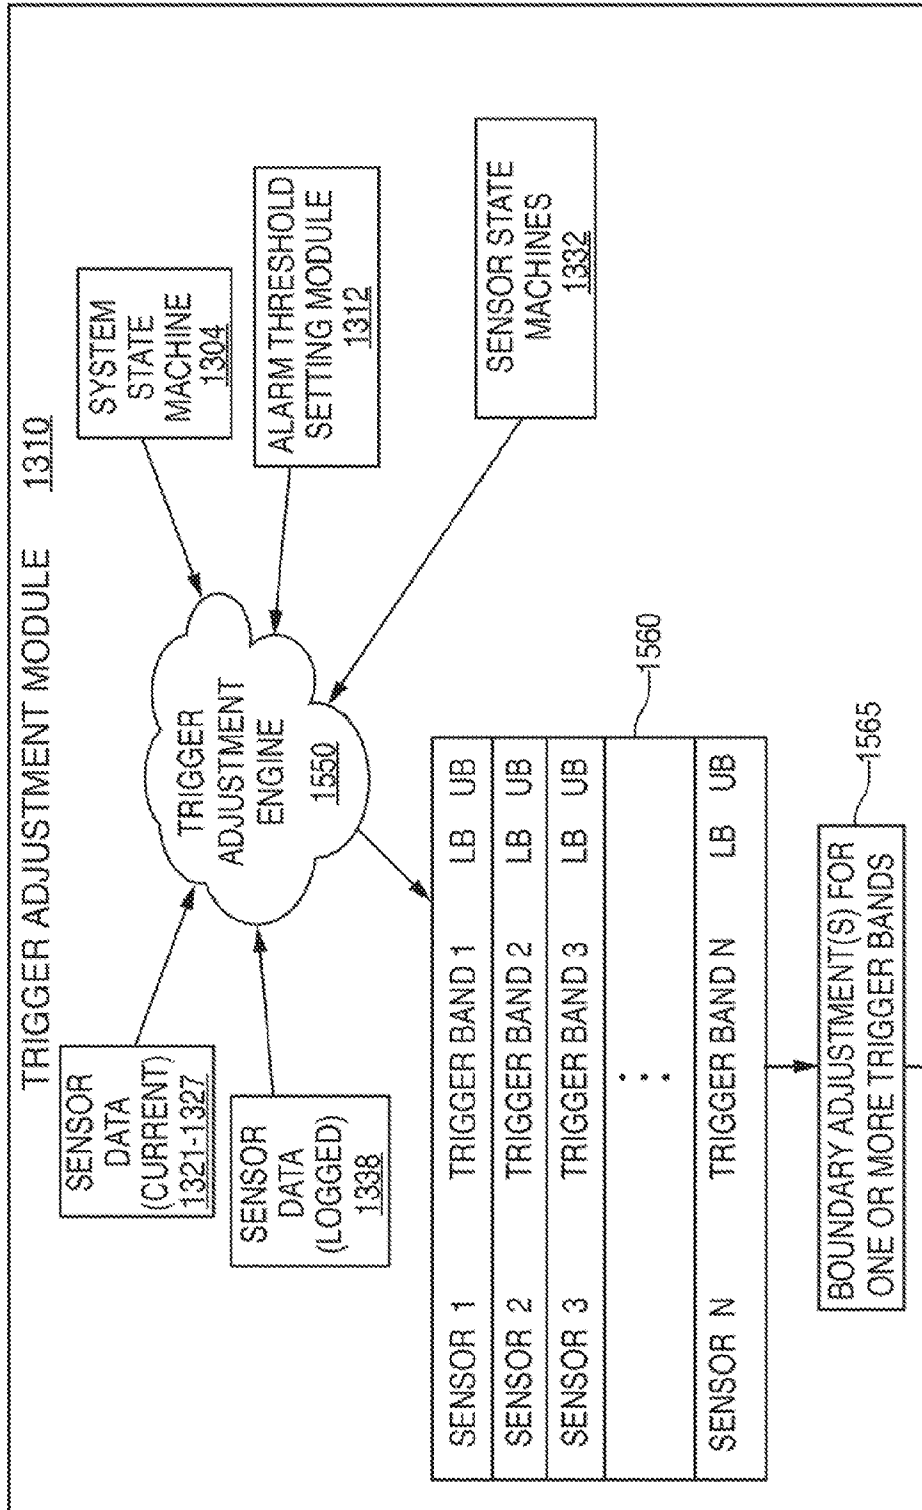 TRIGGER ADJUSTMENT MODULE 1310
SENSOR
DATA
(CURRENT)
1321-1327
SENSOR
DATA
(LOGGED)
1338
TRIGGER
ADJUSTMENT
ENGINE
1550
SYSTEM
STATE
MACHINE
1304
ALARM THRESHOLD
SETTING MODULE
1312
SENSOR STATE
MACHINES
1332
SENSOR 1 TRIGGER BAND 1 LB UB
SENSOR 2 TRIGGER BAND 2 LB UB
SENSOR 3 TRIGGER BAND 3 LB UB
SENSOR N TRIGGER BAND N LB UB
1560
BOUNDARY ADJUSTMENT(S) FOR
ONE OR MORE TRIGGER BANDS
1565